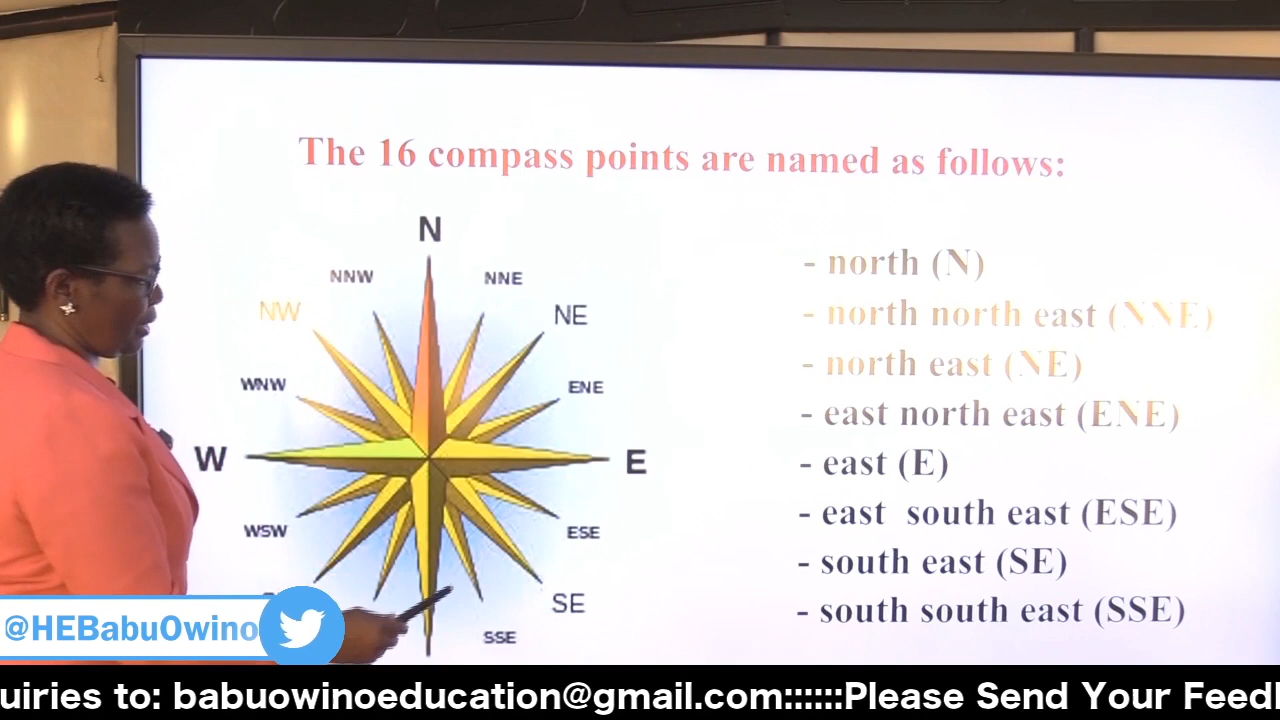 The 16 compass points are named as follows:
N
NNW
NNE
NW
NE
WNW
ENE
W
E
WSW
ESE
SE
SSE
- north (N)
- north north east (NNE)
- north east (NE)
- east north east (ENE)
- east (E)
- east south east (ESE)
- south east (SE)
- south south east (SSE)
@HEBabuOwino
uiries to: babuowinoeducation@gmail.com::::::Please Send Your Feed